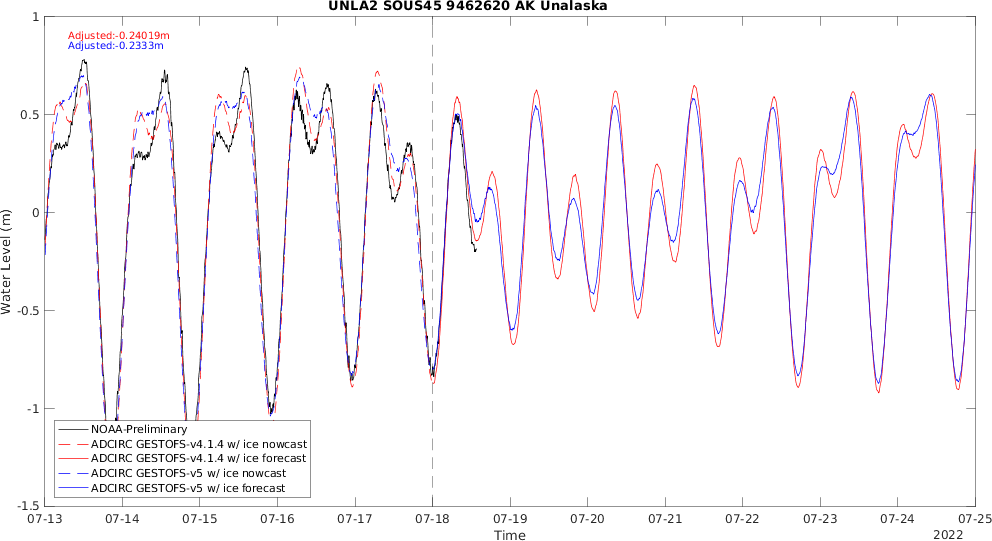 UNLA2 SOUS45 9462620 AK Unalaska
Adjusted:-0.24019m
Adjusted:-0.2333m
Water Level (m)
1
0.5
0
-0.5
-1
-1.5
NOAA-Preliminary
ADCIRC GESTOFS-v4.1.4 w/ ice nowcast
ADCIRC GESTOFS-v4.1.4 w/ ice forecast
ADCIRC GESTOFS-v5 w/ ice nowcast
ADCIRC GESTOFS-v5 w/ ice forecast
07-13 07-14 07-15 07-16 07-17 07-18 07-19 07-20 07-21 07-22 07-23 07-24 07-25
Time
2022